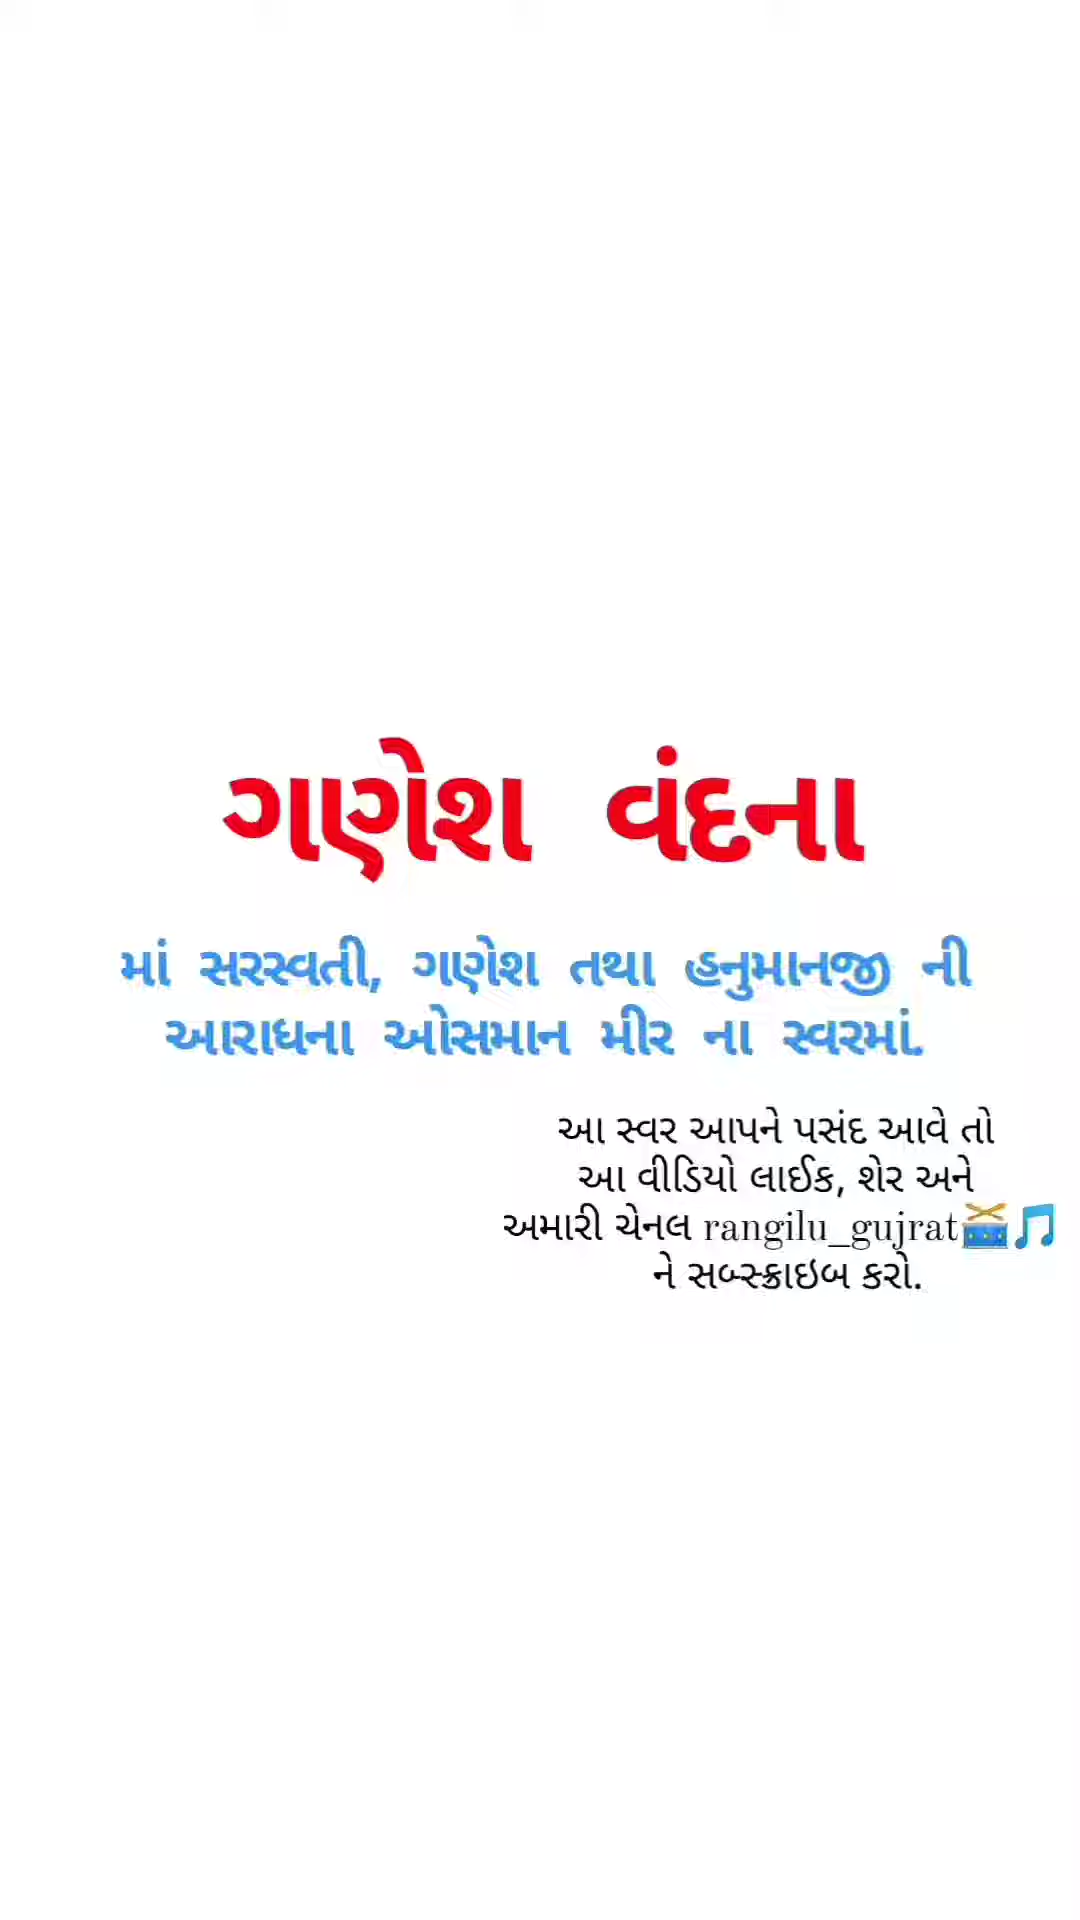 ગણેશ વંદના
માં સરસ્વતી, ગણેશ તથા હનુમાનજી ની
આરાધના ઓસમાન મીર ના સ્વરમાં.
આ સ્વર આપને પસંદ આવે તો
આ વીડિયો લાઈક, શેર અને
અમારી ચેનલ rangilu_gujrat🥁🎵
ને સબ્સ્ક્રાઇબ કરો.